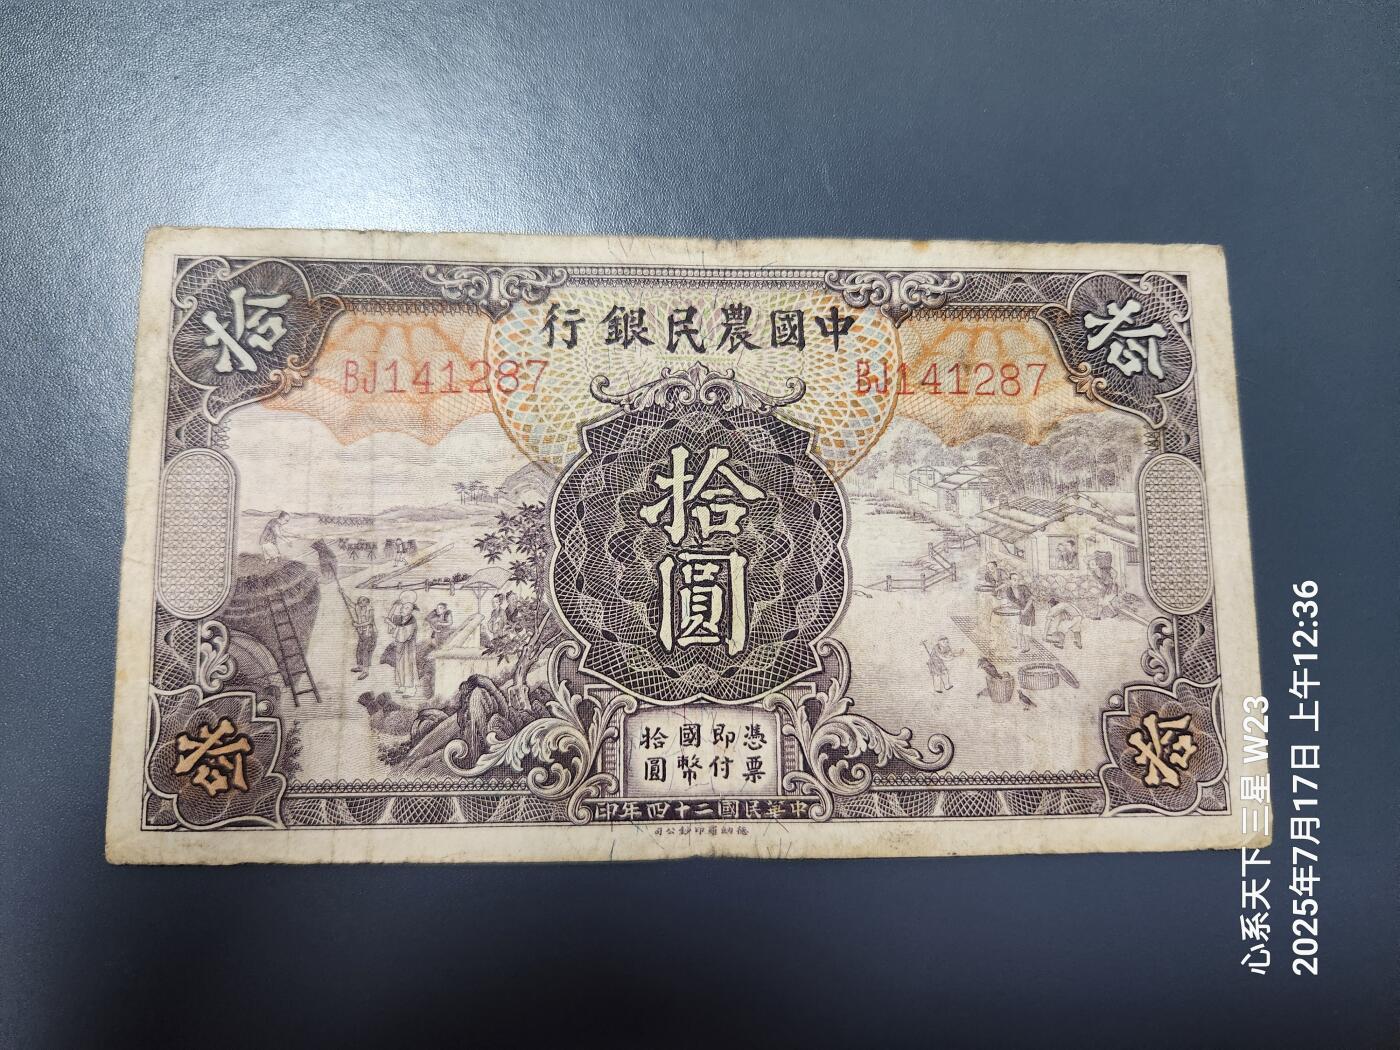 中國農民銀行
拾
拾
BJ141287
BJ141287
拾
圓
憑票
即付
國幣
拾圓
拾
拾
中華民國二十四年印
德納羅印鈔公司
心系天下三星 W23
2025年7月17日 上午12:36